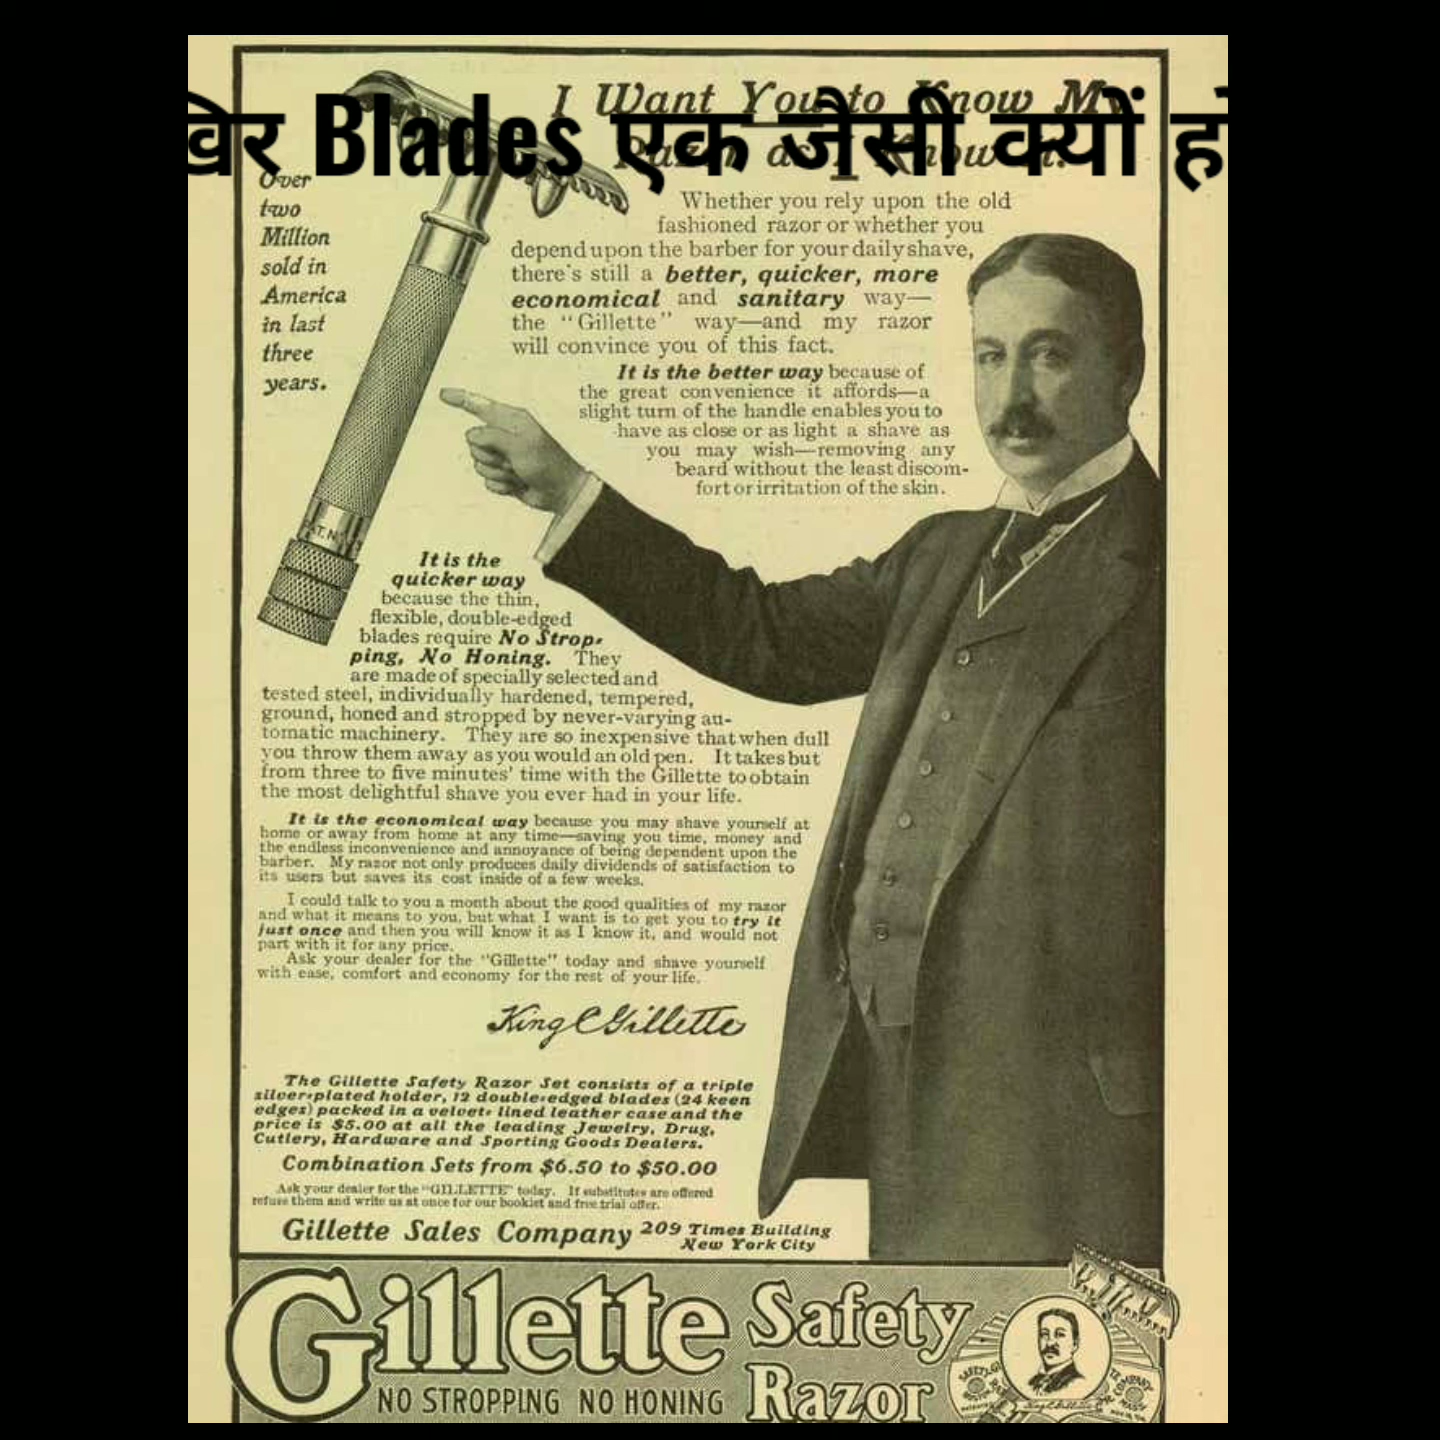 खिर Blades एक जैसी क्यों हो
I Want You to Know My
Razor as I Know It.
Over
two
Million
sold in
America
in last
three
years.
Whether you rely upon the old
fashioned razor or whether you
depend upon the barber for your daily shave,
there's still a better, quicker, more
economical and sanitary way—
the "Gillette" way—and my razor
will convince you of this fact.
It is the better way because of
the great convenience it affords—a
slight turn of the handle enables you to
have as close or as light a shave as
you may wish—removing any
beard without the least discom-
fort or irritation of the skin.
It is the
quicker way
because the thin,
flexible, double-edged
blades require No Strop-
ping, No Honing. They
are made of specially selected and
tested steel, individually hardened, tempered,
ground, honed and stropped by never-varying au-
tomatic machinery. They are so inexpensive that when dull
you throw them away as you would an old pen. It takes but
from three to five minutes' time with the Gillette to obtain
the most delightful shave you ever had in your life.
It is the economical way because you may shave yourself at
home or away from home at any time—saving you time, money and
the endless inconvenience and annoyance of being dependent upon the
barber. My razor not only produces daily dividends of satisfaction to
its users but saves its cost inside of a few weeks.
I could talk to you a month about the good qualities of my razor
and what it means to you, but what I want is to get you to try it
just once and then you will know it as I know it, and would not
part with it for any price.
Ask your dealer for the "Gillette" today and shave yourself
with ease, comfort and economy for the rest of your life.
King C Gillette
The Gillette Safety Razor Set consists of a triple
silver-plated holder, 12 double-edged blades (24 keen
edges) packed in a velvet-lined leather case and the
price is $5.00 at all the leading Jewelry, Drug,
Cutlery, Hardware and Sporting Goods Dealers.
Combination Sets from $6.50 to $50.00
Ask your dealer for the "GILLETTE" today. If substitutes are offered
refuse them and write us at once for our booklet and free trial offer.
Gillette Sales Company 209 Times Building
New York City
Gillette Safety
Razor
NO STROPPING NO HONING